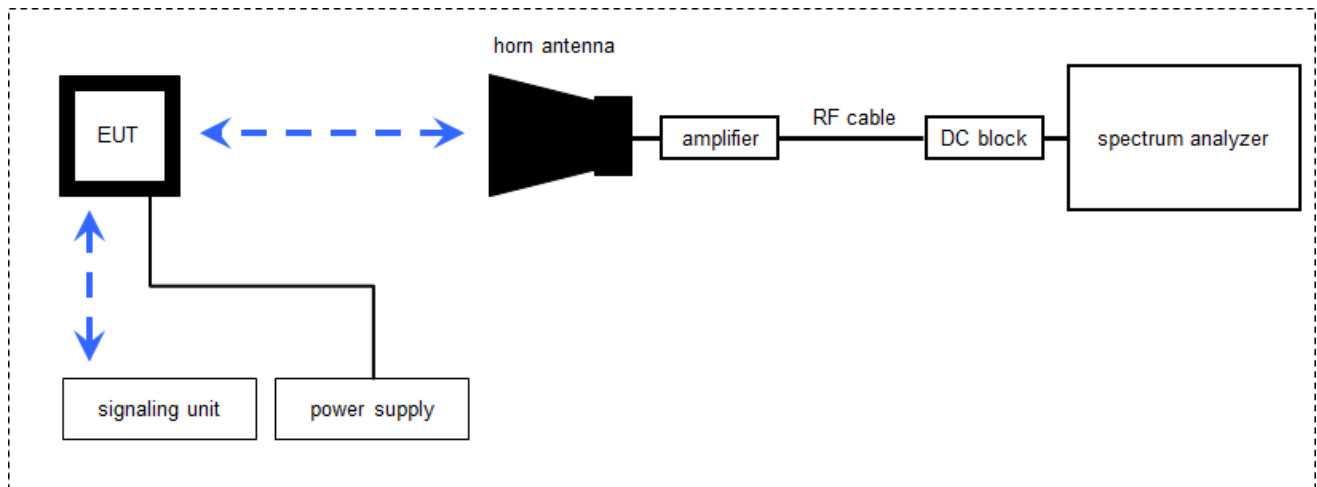 horn antenna
EUT
amplifier
RF cable
DC block
spectrum analyzer
signaling unit
power supply